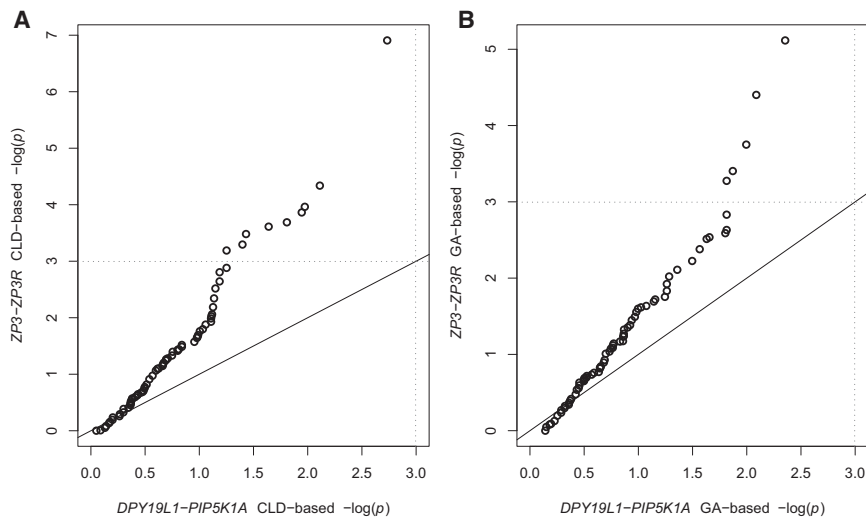 A
ZP3−ZP3R CLD−based −log(p)
7
6
5
4
3
2
1
0
0.0 0.5 1.0 1.5 2.0 2.5 3.0
DPY19L1−PIP5K1A CLD−based −log(p)
B
ZP3−ZP3R GA−based −log(p)
5
4
3
2
1
0
0.0 0.5 1.0 1.5 2.0 2.5 3.0
DPY19L1−PIP5K1A GA−based −log(p)